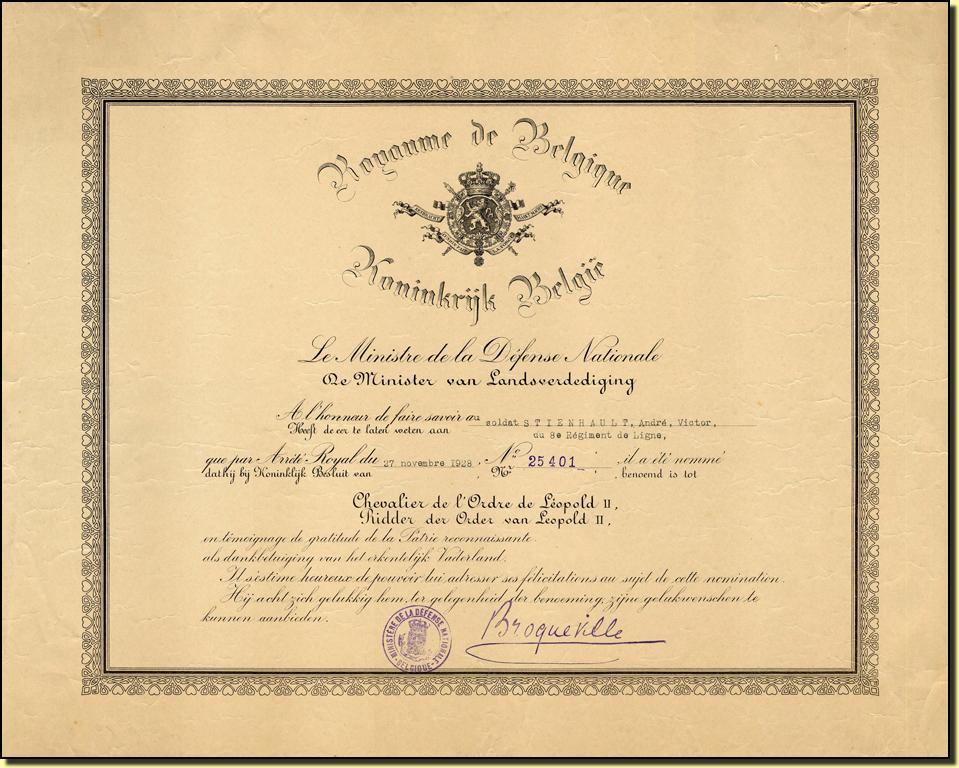 Royaume de Belgique
Koninkrijk België
Le Ministre de la Défense Nationale
De Minister van Landsverdediging
A l'honneur de faire savoir au soldat STIENHAULT, André, Victor,
Heeft de eer te laten weten aan du 8e Régiment de Ligne,
que par Arrêté Royal du 27 novembre 1928, N° 25401, il a été nommé
dat hij bij Koninklijk Besluit van Nr , benoemd is tot
Chevalier de l'Ordre de Léopold II,
Ridder der Order van Leopold II,
en témoignage de gratitude de la Patrie reconnaissante.
als dankbetuiging van het erkentelijk Vaderland.
Il s'estime heureux de pouvoir lui adresser ses félicitations au sujet de cette nomination.
Hij acht zich gelukkig hem, ter gelegenheid der benoeming, zijne gelukwenschen te
kunnen aanbieden.
MINISTÈRE DE LA DÉFENSE NATIONALE
BELGIQUE
Broqueville